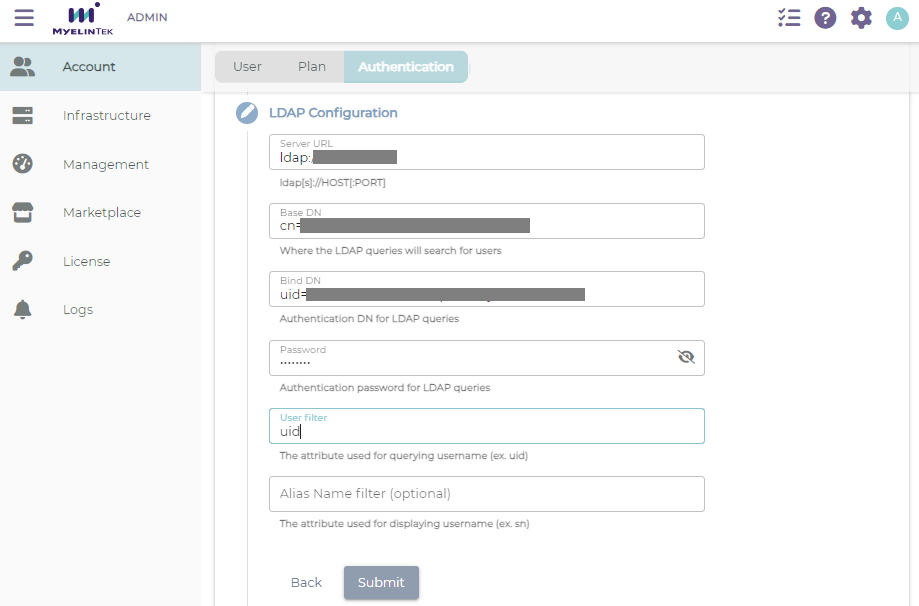 MYELINTEK
ADMIN
A
Account
Infrastructure
Management
Marketplace
License
Logs
User
Plan
Authentication
LDAP Configuration
Server URL
ldap:/
ldap[s]://HOST[:PORT]
Base DN
cn=
Where the LDAP queries will search for users
Bind DN
uid=
Authentication DN for LDAP queries
Password
........
Authentication password for LDAP queries
User filter
uid
The attribute used for querying username (ex. uid)
Alias Name filter (optional)
The attribute used for displaying username (ex. sn)
Back
Submit